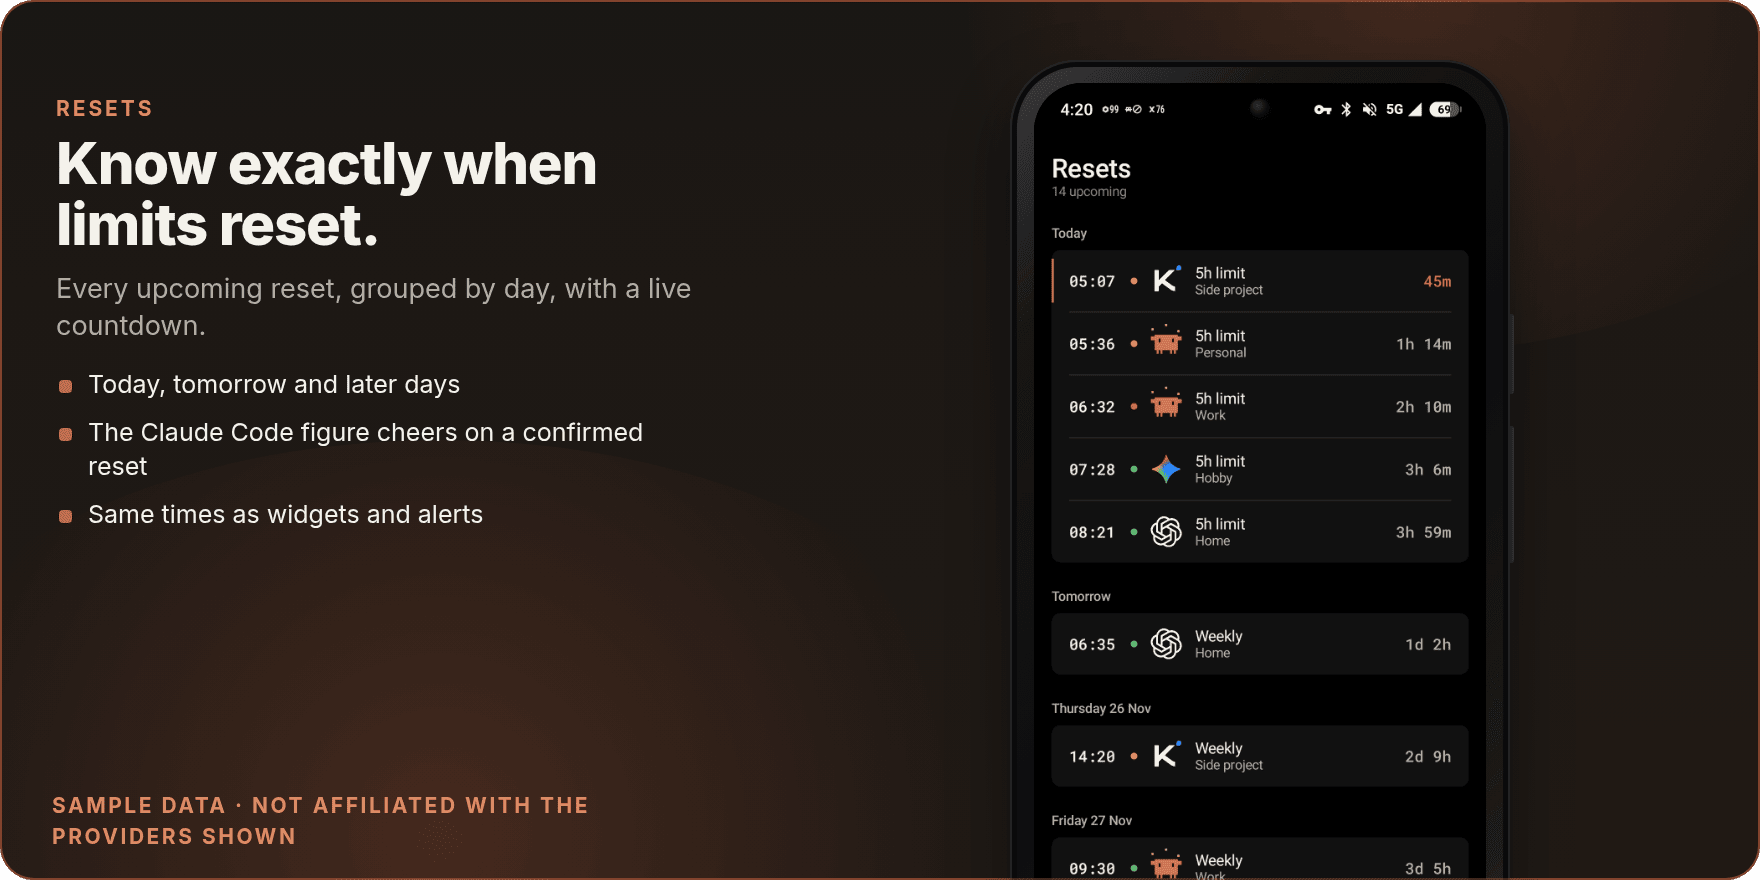 RESETS
Know exactly when
limits reset.
Every upcoming reset, grouped by day, with a live
countdown.
Today, tomorrow and later days
The Claude Code figure cheers on a confirmed
reset
Same times as widgets and alerts
SAMPLE DATA · NOT AFFILIATED WITH THE
PROVIDERS SHOWN
4:20 99 x76 5G 69
Resets
14 upcoming
Today
05:07 5h limit 45m
Side project
05:36 5h limit 1h 14m
Personal
06:32 5h limit 2h 10m
Work
07:28 5h limit 3h 6m
Hobby
08:21 5h limit 3h 59m
Home
Tomorrow
06:35 Weekly 1d 2h
Home
Thursday 26 Nov
14:20 Weekly 2d 9h
Side project
Friday 27 Nov
09:30 Weekly 3d 5h
Work